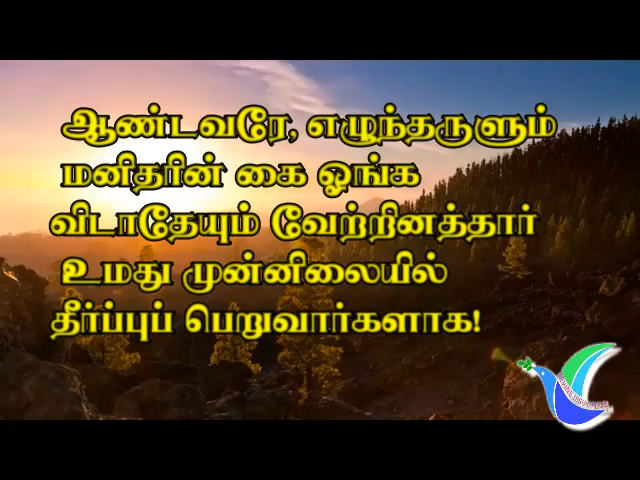 ஆண்டவரே, எழுந்தருளும்
மனிதரின் கை ஓங்க
விடாதேயும் வேற்றினத்தார்
உமது முன்னிலையில்
தீர்ப்புப் பெறுவார்களாக!